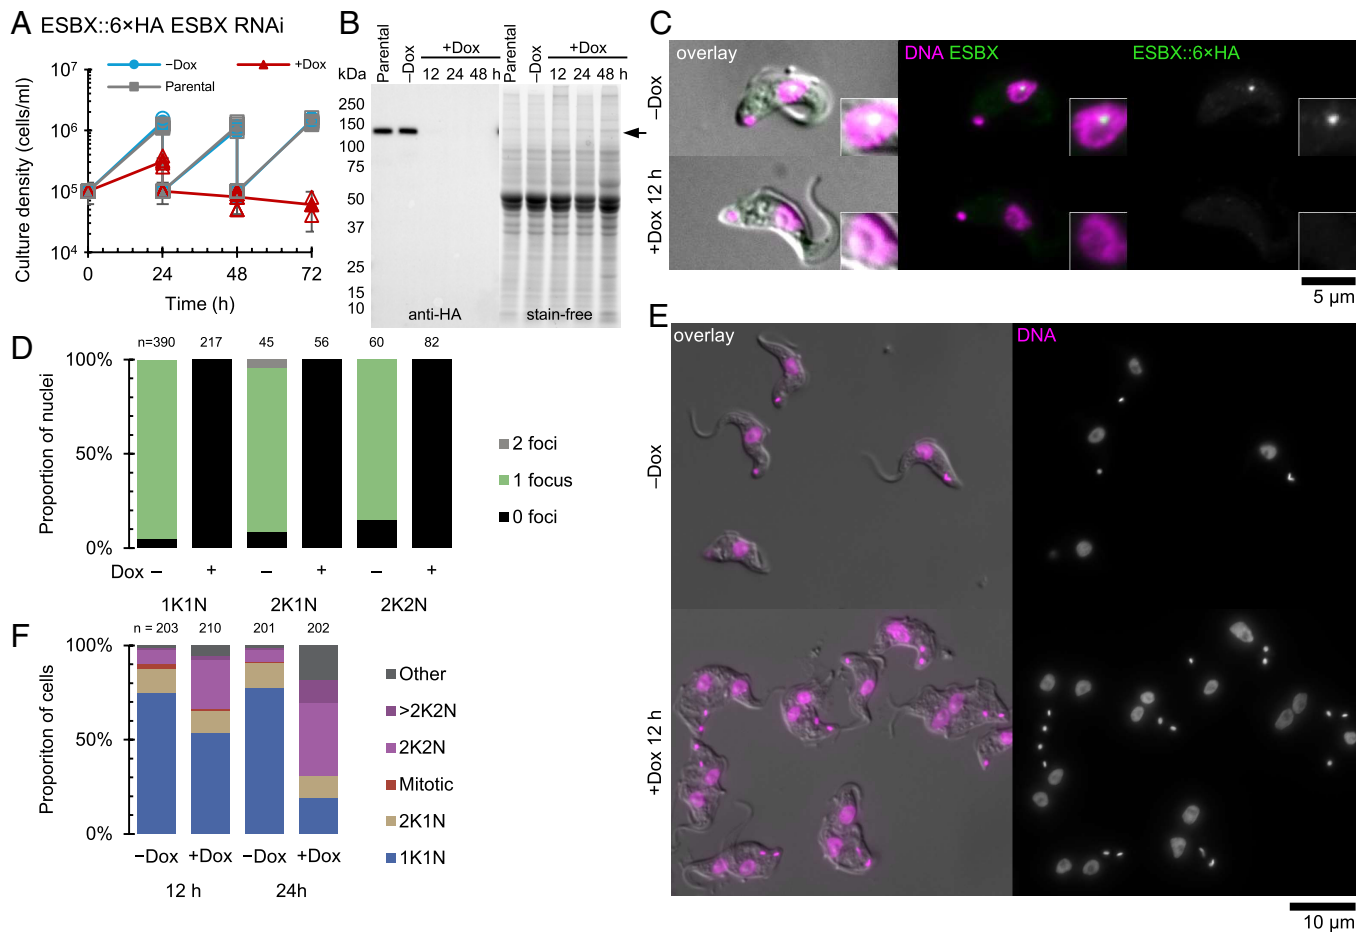 A ESBX::6×HA ESBX RNAi
–Dox
+Dox
Parental
Culture density (cells/ml)
10⁷
10⁶
10⁵
10⁴
0 24 48 72
Time (h)
B
Parental
–Dox
+Dox
12 24 48 h
Parental
–Dox
+Dox
12 24 48 h
kDa
250
150
100
75
50
37
25
15
10
anti-HA
stain-free
C
overlay
DNA ESBX
ESBX::6×HA
–Dox
+Dox 12 h
5 µm
D
Proportion of nuclei
n=390 217 45 56 60 82
100%
50%
0%
2 foci
1 focus
0 foci
Dox – + – + – +
1K1N 2K1N 2K2N
E
overlay
DNA
–Dox
+Dox 12 h
10 µm
F
Proporiton of cells
n = 203 210 201 202
100%
50%
0%
Other
>2K2N
2K2N
Mitotic
2K1N
1K1N
–Dox +Dox –Dox +Dox
12 h 24h